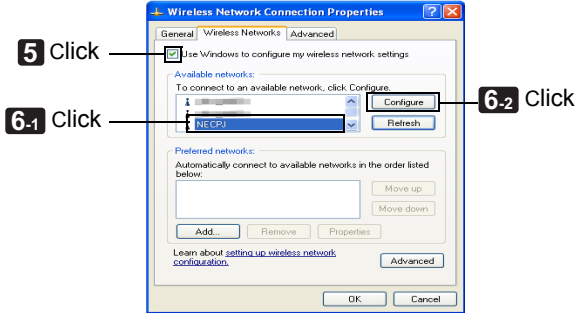 Wireless Network Connection Properties
General Wireless Networks Advanced
5 Click
Use Windows to configure my wireless network settings
Available networks:
To connect to an available network, click Configure.
Configure
6-2 Click
6-1 Click
NECPJ
Refresh
Preferred networks:
Automatically connect to available networks in the order listed
below:
Move up
Move down
Add... Remove Properties
Learn about setting up wireless network
configuration.
Advanced
OK Cancel